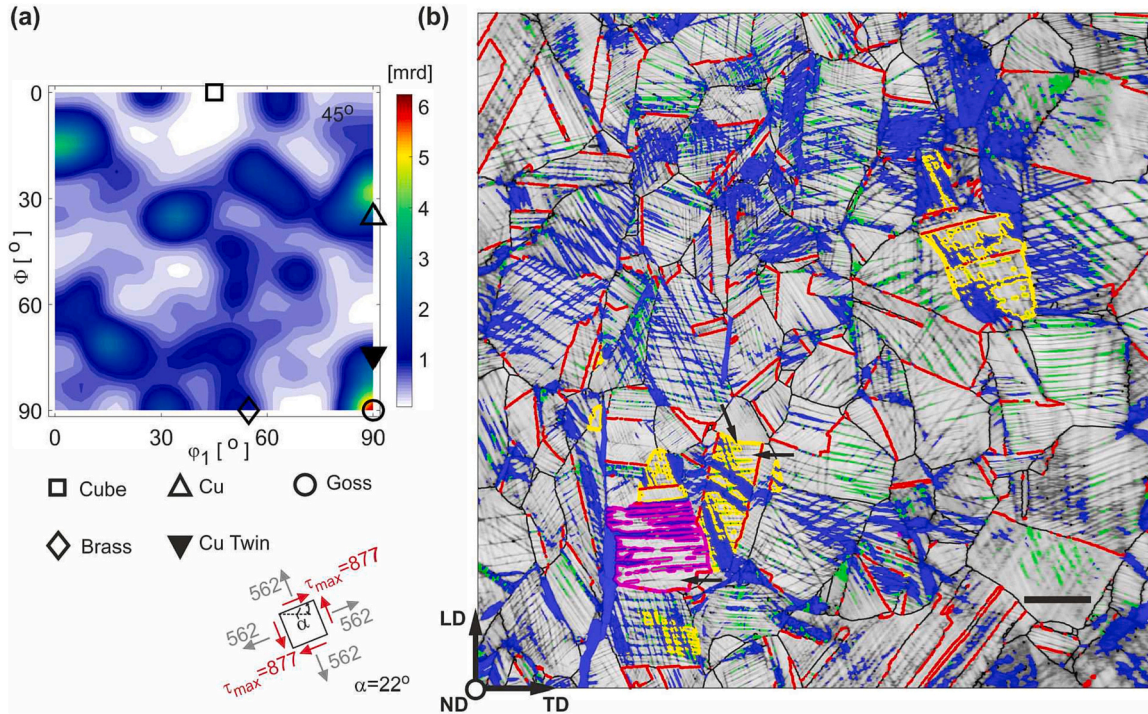 (a)
[mrd]
45°
0
30
60
90
Φ [ ° ]
0 30 60 90
φ1 [ ° ]
6
5
4
3
2
1
Cube
Cu
Goss
Brass
Cu Twin
562
τmax=877
α
562
562
τmax=877
562
α=22°
(b)
LD
ND
TD